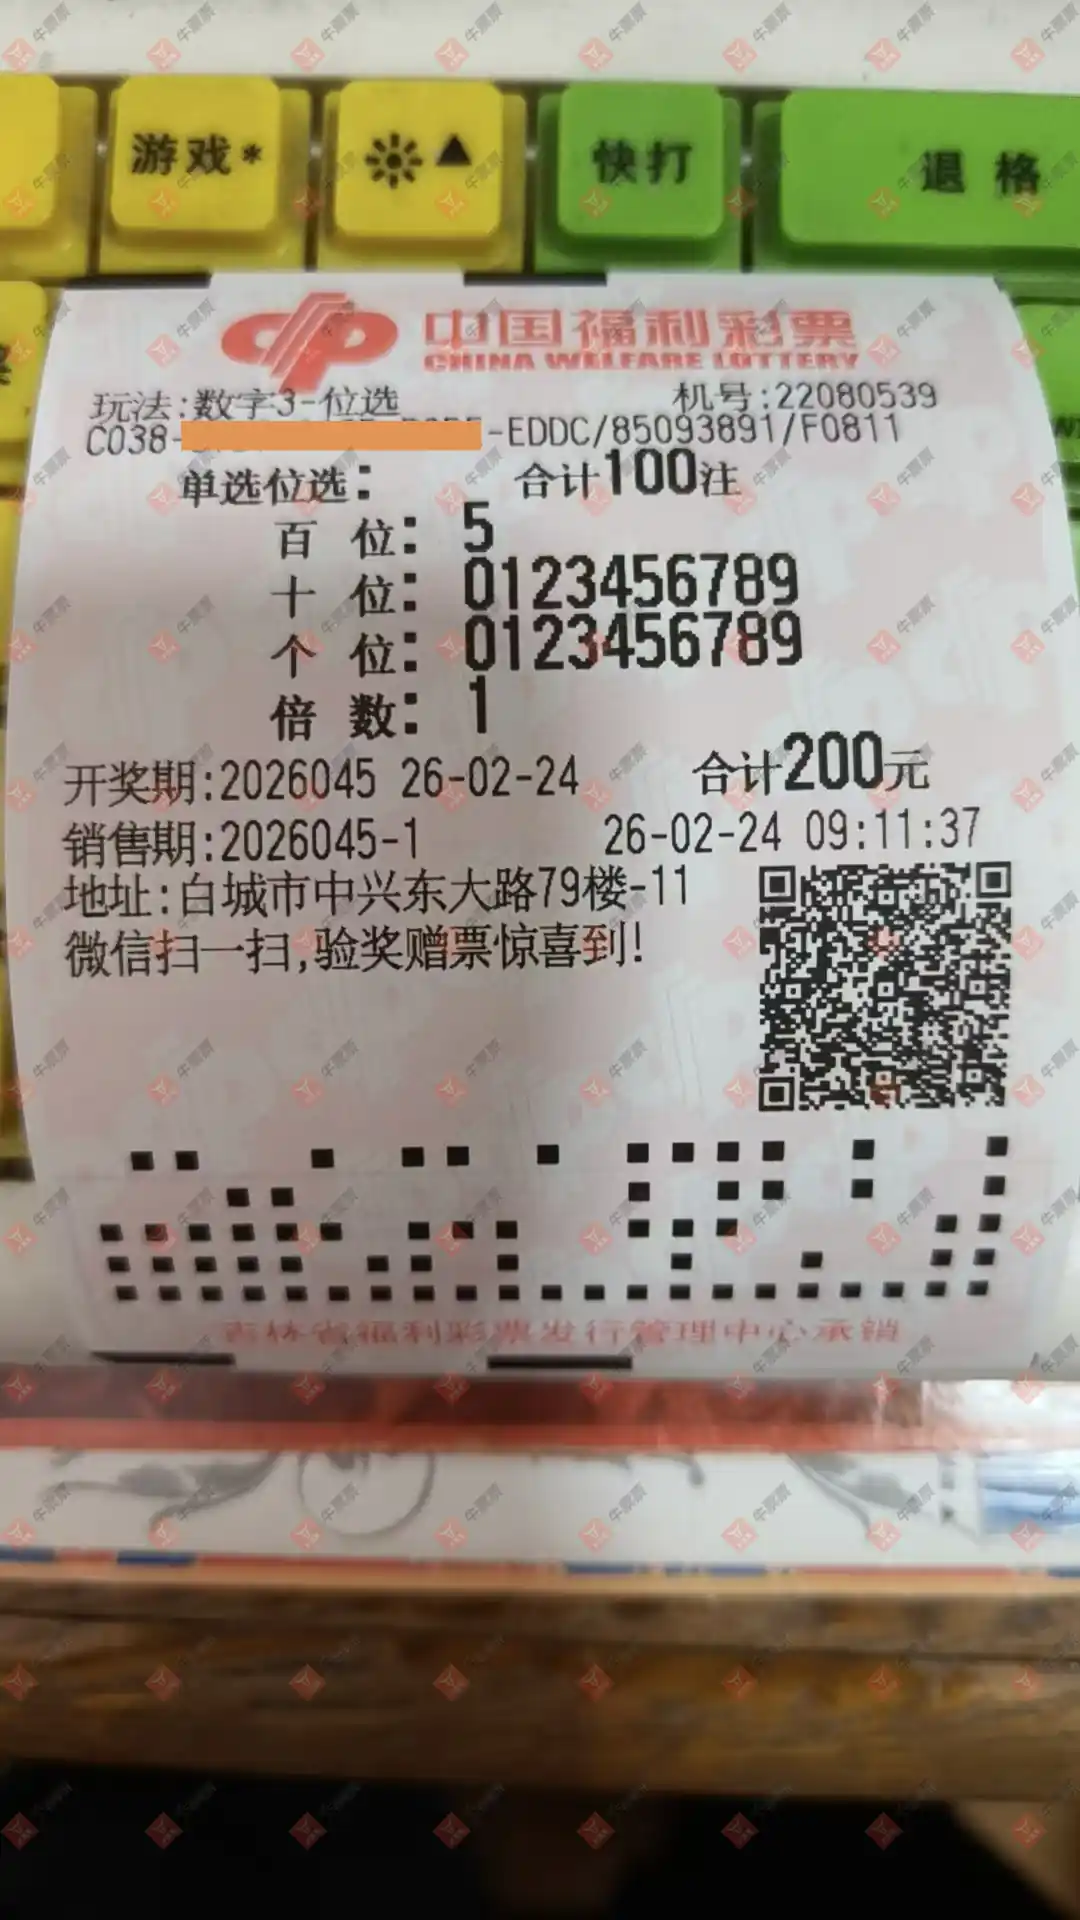 游戏* ▲ 快打 退格
中国福利彩票
CHINA WELFARE LOTTERY
玩法:数字3-位选 机号:22080539
C038- -EDDC/85093891/F0811
单选位选: 合计100注
百 位: 5
十 位: 0123456789
个 位: 0123456789
倍 数: 1
开奖期:2026045 26-02-24 合计200元
销售期:2026045-1 26-02-24 09:11:37
地址:白城市中兴东大路79楼-11
微信扫一扫,验奖赠票惊喜到!
吉林省福利彩票发行管理中心承销
牛票票